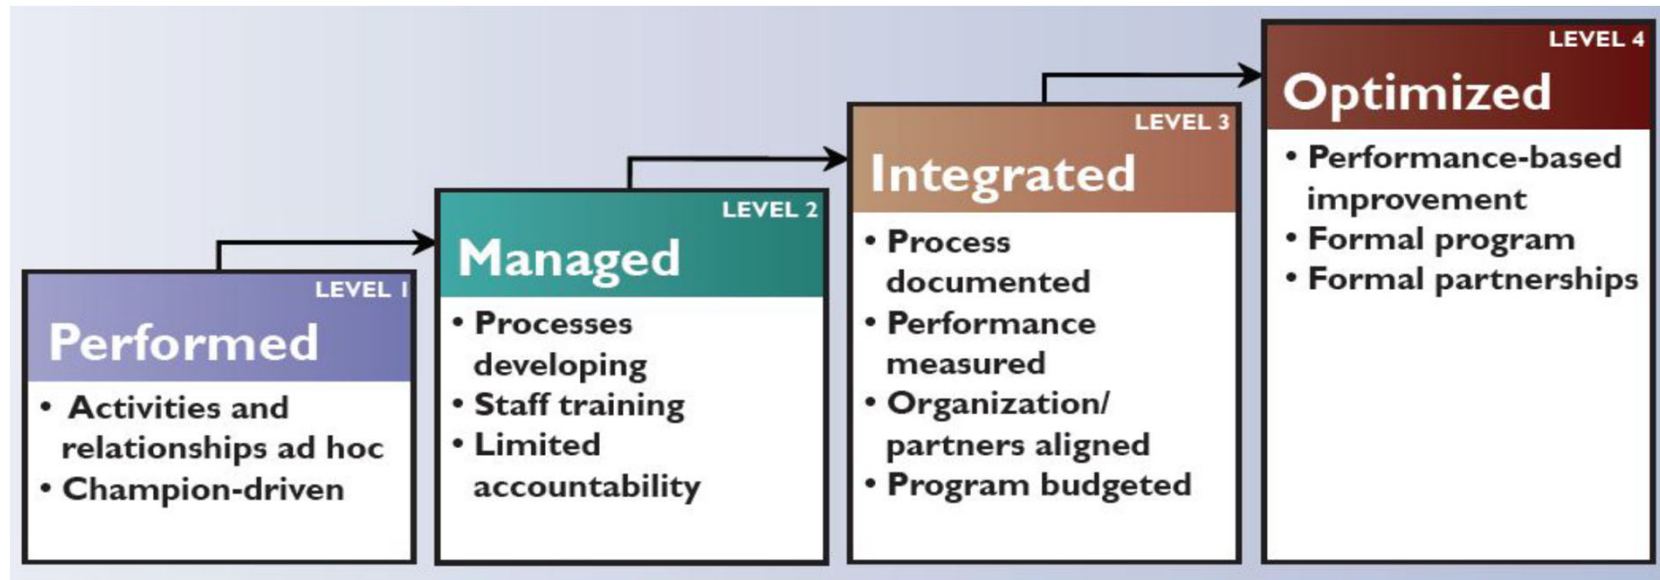 LEVEL 1
Performed
• Activities and
relationships ad hoc
• Champion-driven
LEVEL 2
Managed
• Processes
developing
• Staff training
• Limited
accountability
LEVEL 3
Integrated
• Process
documented
• Performance
measured
• Organization/
partners aligned
• Program budgeted
LEVEL 4
Optimized
• Performance-based
improvement
• Formal program
• Formal partnerships